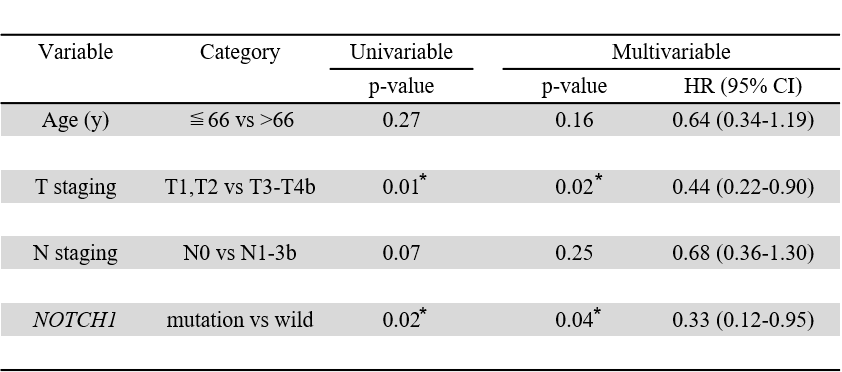 Variable Category Univariable Multivariable
p-value p-value HR (95% CI)
Age (y) ≦66 vs >66 0.27 0.16 0.64 (0.34-1.19)
T staging T1,T2 vs T3-T4b 0.01* 0.02* 0.44 (0.22-0.90)
N staging N0 vs N1-3b 0.07 0.25 0.68 (0.36-1.30)
NOTCH1 mutation vs wild 0.02* 0.04* 0.33 (0.12-0.95)